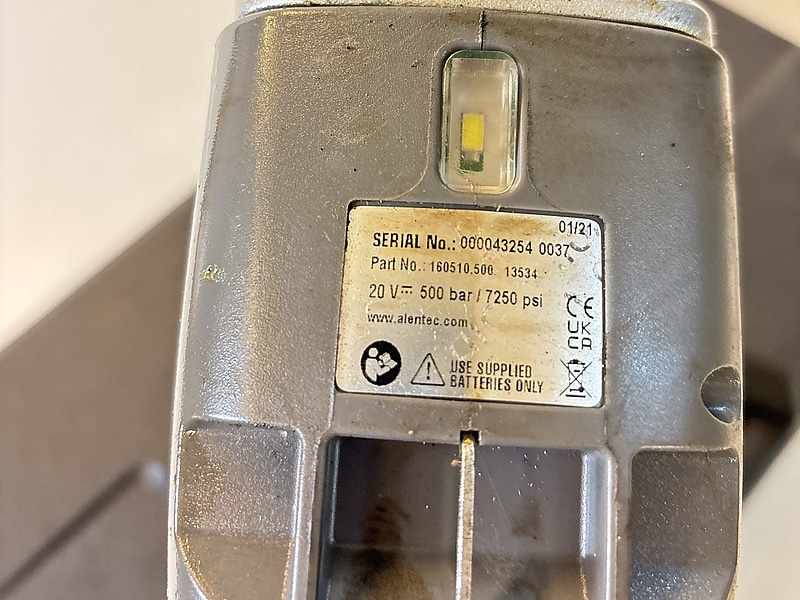 01/21
SERIAL No.: 000043254 0037
Part No.: 160510.500 13534
20 V⎓ 500 bar / 7250 psi
www.alentec.com
CE
UK
CA
USE SUPPLIED
BATTERIES ONLY